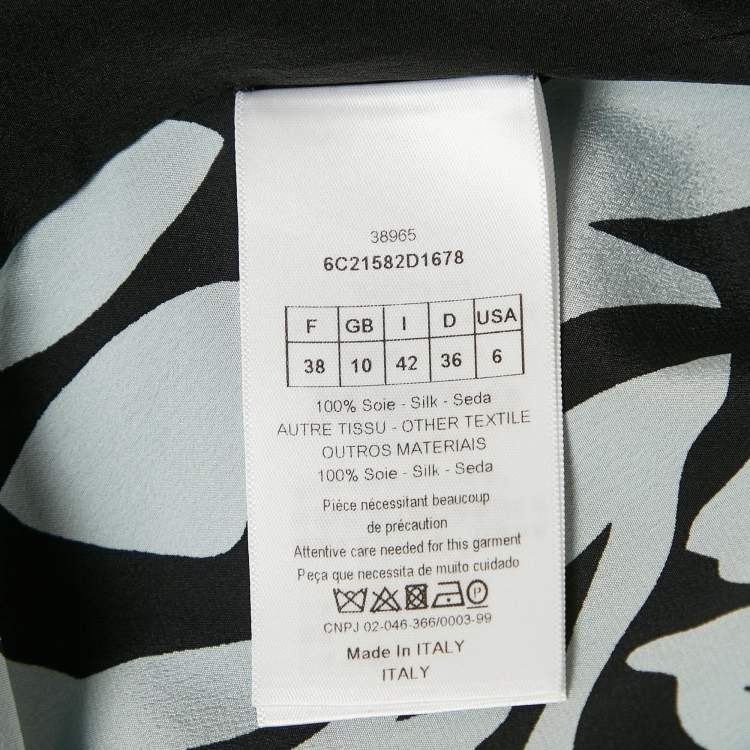 38965
6C21582D1678
F GB I D USA
38 10 42 36 6
100% Soie - Silk - Seda
AUTRE TISSU - OTHER TEXTILE
OUTROS MATERIAIS
100% Soie - Silk - Seda
Pièce nécessitant beaucoup
de précaution
Attentive care needed for this garment
Peça que necessita de muito cuidado
P
CNPJ 02-046-366/0003-99
Made In ITALY
ITALY